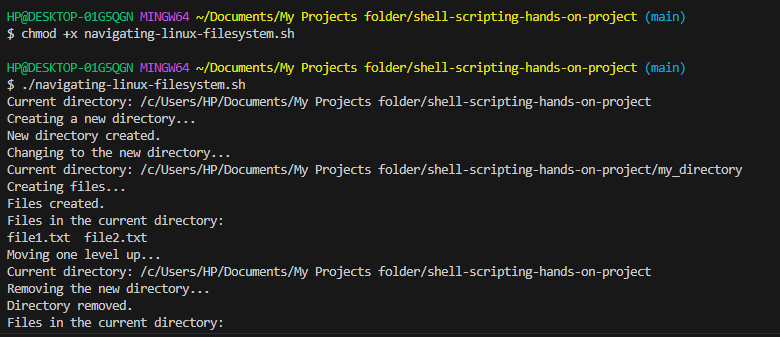 HP@DESKTOP-01G5QGN MINGW64 ~/Documents/My Projects folder/shell-scripting-hands-on-project (main)
$ chmod +x navigating-linux-filesystem.sh
HP@DESKTOP-01G5QGN MINGW64 ~/Documents/My Projects folder/shell-scripting-hands-on-project (main)
$ ./navigating-linux-filesystem.sh
Current directory: /c/Users/HP/Documents/My Projects folder/shell-scripting-hands-on-project
Creating a new directory...
New directory created.
Changing to the new directory...
Current directory: /c/Users/HP/Documents/My Projects folder/shell-scripting-hands-on-project/my_directory
Creating files...
Files created.
Files in the current directory:
file1.txt  file2.txt
Moving one level up...
Current directory: /c/Users/HP/Documents/My Projects folder/shell-scripting-hands-on-project
Removing the new directory...
Directory removed.
Files in the current directory: